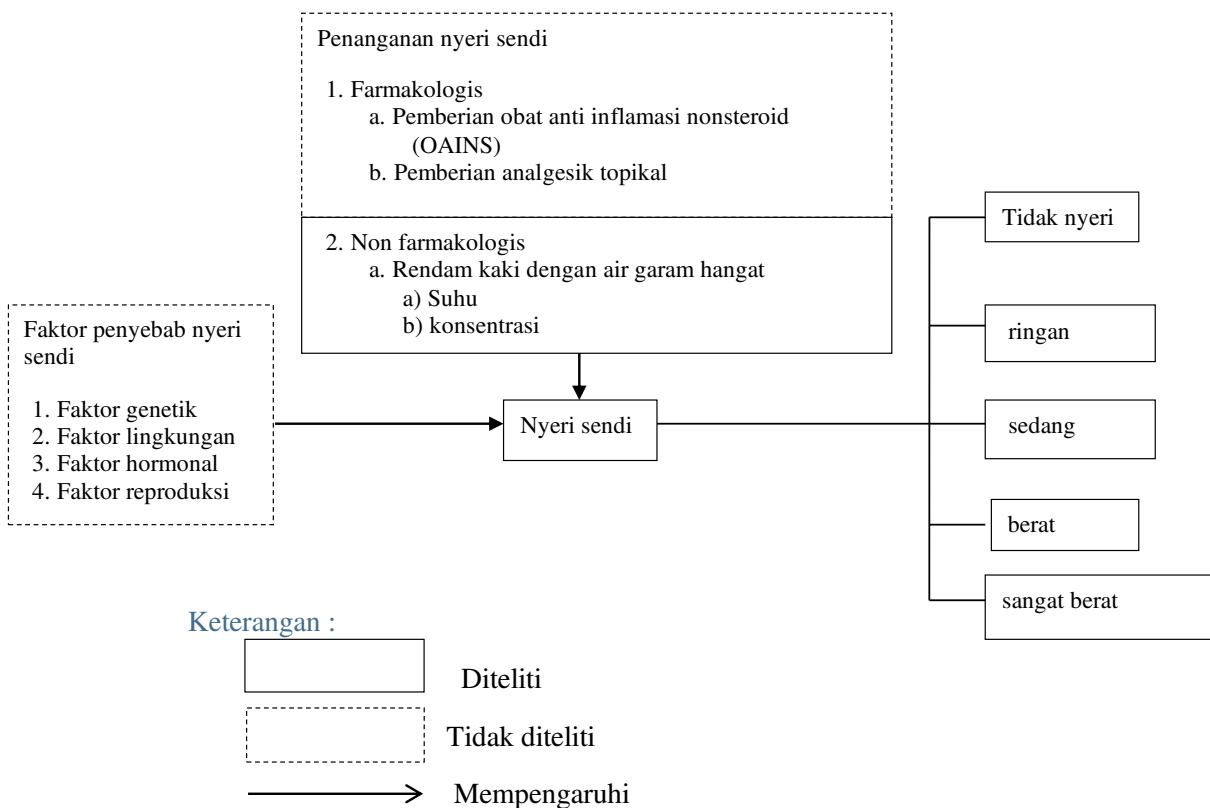 Penanganan nyeri sendi
1. Farmakologis
a. Pemberian obat anti inflamasi nonsteroid
(OAINS)
b. Pemberian analgesik topikal
2. Non farmakologis
a. Rendam kaki dengan air garam hangat
a) Suhu
b) konsentrasi
Faktor penyebab nyeri
sendi
1. Faktor genetik
2. Faktor lingkungan
3. Faktor hormonal
4. Faktor reproduksi
Nyeri sendi
Tidak nyeri
ringan
sedang
berat
sangat berat
Keterangan :
Diteliti
Tidak diteliti
Mempengaruhi